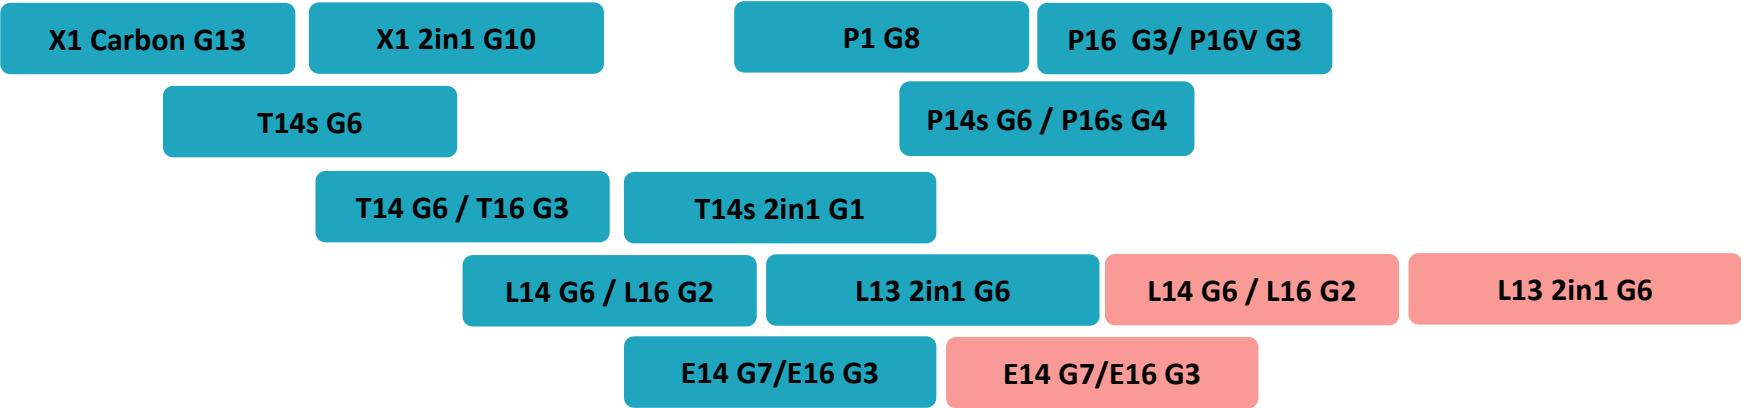 X1 Carbon G13
X1 2in1 G10
P1 G8
P16  G3/ P16V G3
T14s G6
P14s G6 / P16s G4
T14 G6 / T16 G3
T14s 2in1 G1
L14 G6 / L16 G2
L13 2in1 G6
L14 G6 / L16 G2
L13 2in1 G6
E14 G7/E16 G3
E14 G7/E16 G3